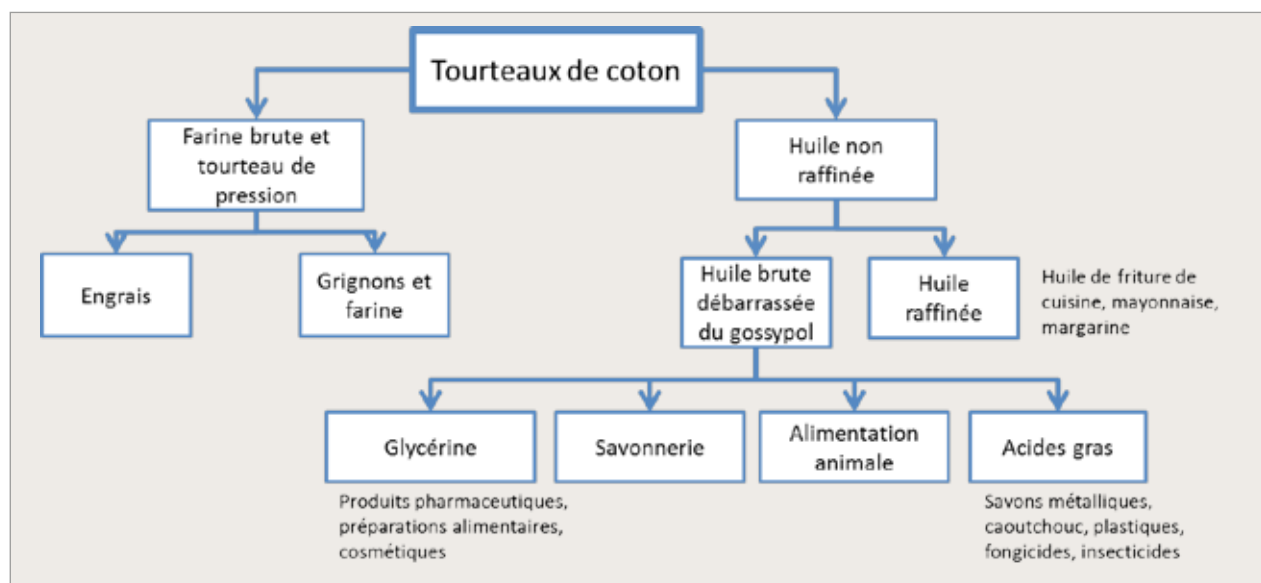 Tourteaux de coton
Farine brute et
tourteau de
pression
Huile non
raffinée
Engrais
Grignons et
farine
Huile brute
débarrassée
du gossypol
Huile
raffinée
Huile de friture de
cuisine, mayonnaise,
margarine
Glycérine
Savonnerie
Alimentation
animale
Acides gras
Produits pharmaceutiques,
préparations alimentaires,
cosmétiques
Savons métalliques,
caoutchouc, plastiques,
fongicides, insecticides